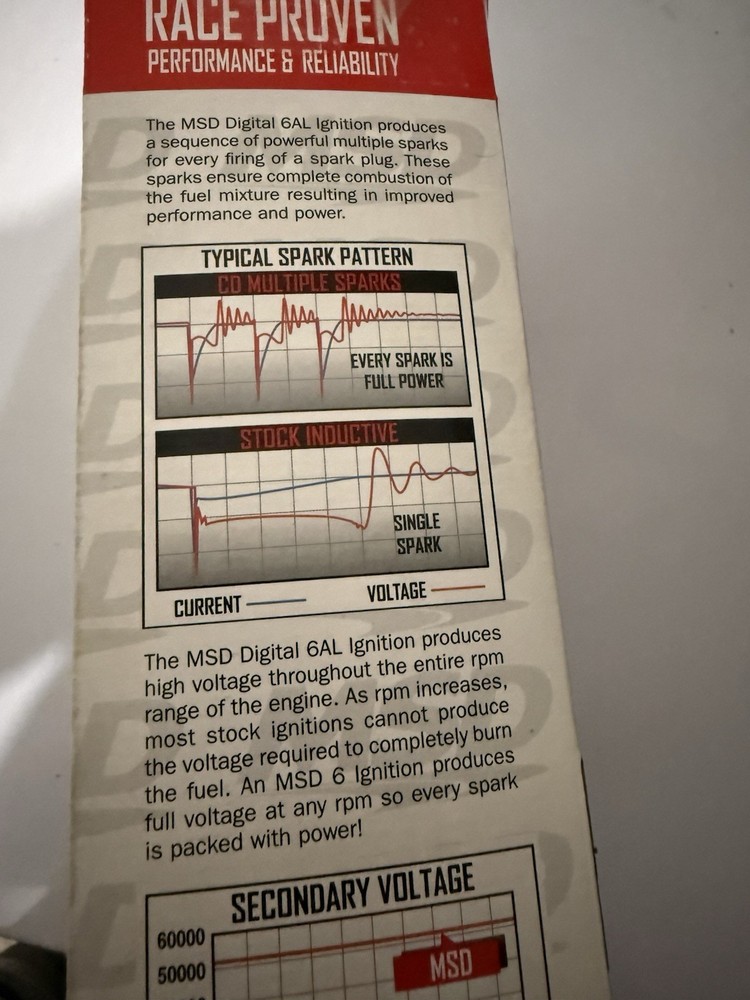 RACE PROVEN
PERFORMANCE & RELIABILITY
The MSD Digital 6AL Ignition produces
a sequence of powerful multiple sparks
for every firing of a spark plug. These
sparks ensure complete combustion of
the fuel mixture resulting in improved
performance and power.
TYPICAL SPARK PATTERN
CD MULTIPLE SPARKS
EVERY SPARK IS
FULL POWER
STOCK INDUCTIVE
SINGLE
SPARK
CURRENT
VOLTAGE
The MSD Digital 6AL Ignition produces
high voltage throughout the entire rpm
range of the engine. As rpm increases,
most stock ignitions cannot produce
the voltage required to completely burn
the fuel. An MSD 6 Ignition produces
full voltage at any rpm so every spark
is packed with power!
SECONDARY VOLTAGE
60000
50000
MSD